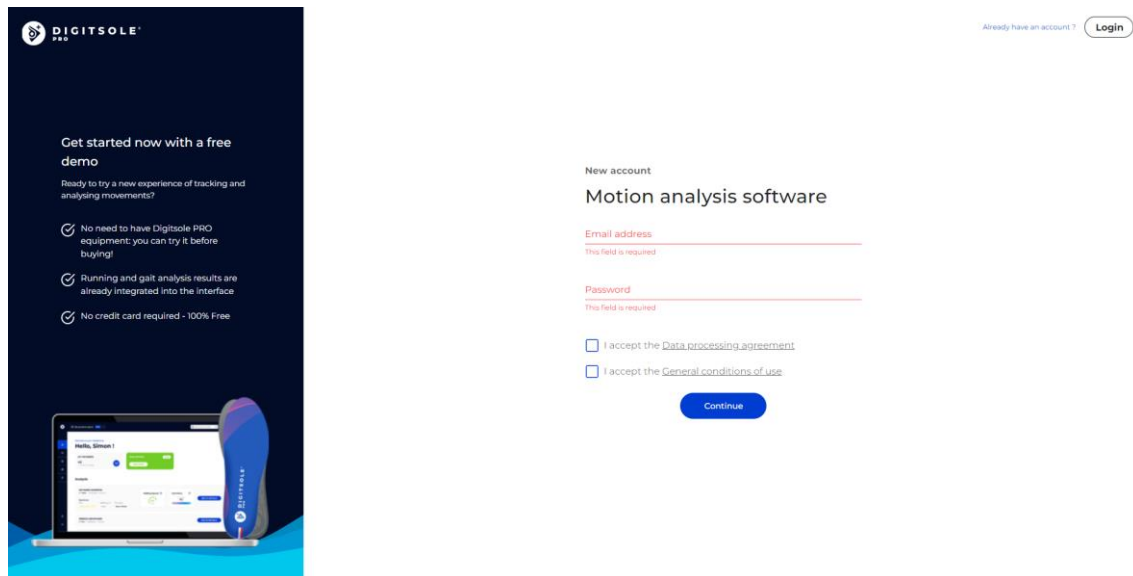 DIGITSOLE®
PRO
Already have an account ?
Login
Get started now with a free
demo
Ready to try a new experience of tracking and
analysing movements?
No need to have Digitsole PRO
equipment: you can try it before
buying!
Running and gait analysis results are
already integrated into the interface
No credit card required - 100% Free
Hello, Simon !
DIGITSOLE
New account
Motion analysis software
Email address
This field is required
Password
This field is required
I accept the Data processing agreement
I accept the General conditions of use
Continue